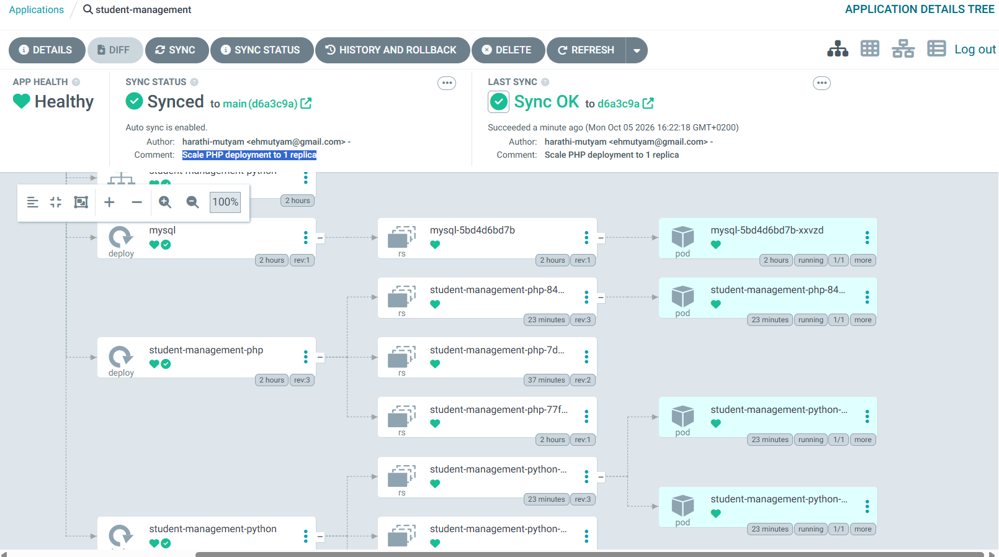 Applications / student-management
APPLICATION DETAILS TREE
DETAILS DIFF SYNC SYNC STATUS HISTORY AND ROLLBACK DELETE REFRESH
Log out
APP HEALTH
Healthy
SYNC STATUS
Synced to main (d6a3c9a)
Auto sync is enabled.
Author: harathi-mutyam <ehmutyam@gmail.com> -
Comment: Scale PHP deployment to 1 replica
LAST SYNC
Sync OK to d6a3c9a
Succeeded a minute ago (Mon Oct 05 2026 16:22:18 GMT+0200)
Author: harathi-mutyam <ehmutyam@gmail.com> -
Comment: Scale PHP deployment to 1 replica
student-management-python
2 hours
100%
mysql
deploy
2 hours rev:1
mysql-5bd4d6bd7b
rs
2 hours rev:1
mysql-5bd4d6bd7b-xxvzd
pod
2 hours running 1/1 more
student-management-php-84...
rs
23 minutes rev:3
student-management-php-84...
pod
23 minutes running 1/1 more
student-management-php
deploy
2 hours rev:3
student-management-php-7d...
rs
37 minutes rev:2
student-management-php-77f...
rs
2 hours rev:1
student-management-python-...
pod
23 minutes running 1/1 more
student-management-python-...
rs
23 minutes rev:3
student-management-python-...
pod
23 minutes running 1/1 more
student-management-python
student-management-python-...